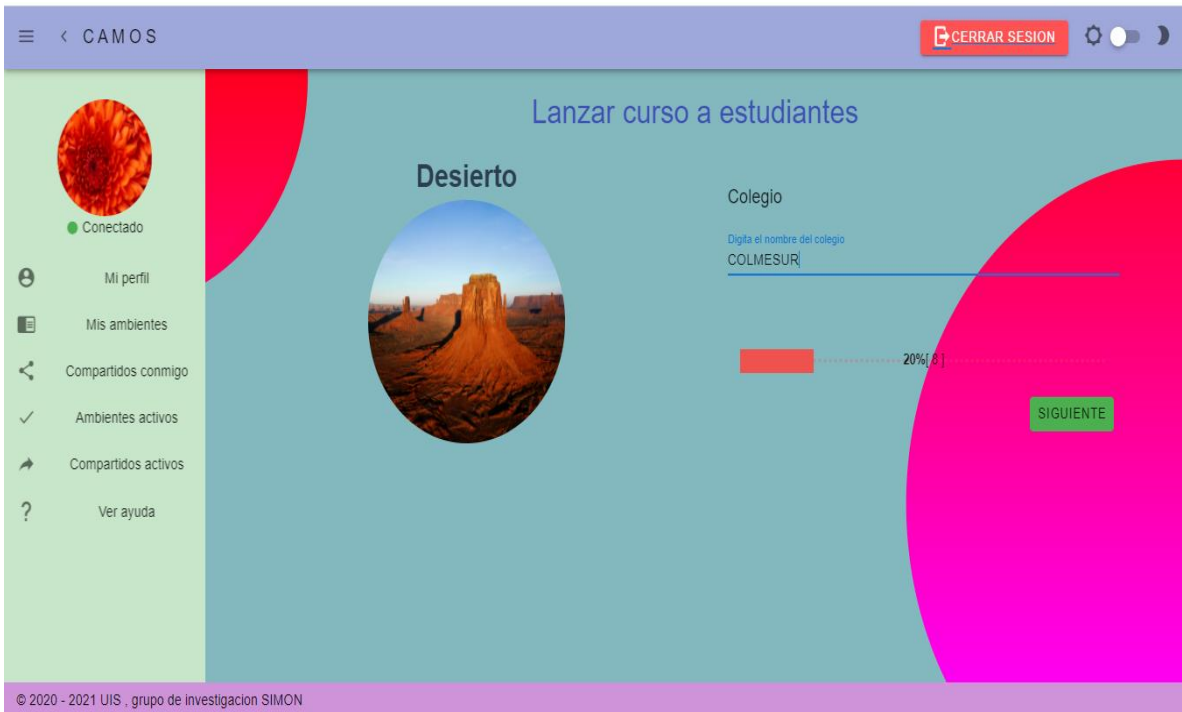 CAMOS
CERRAR SESION
Conectado
Mi perfil
Mis ambientes
Compartidos conmigo
Ambientes activos
Compartidos activos
Ver ayuda
Lanzar curso a estudiantes
Desierto
Colegio
Digita el nombre del colegio
COLMESUR
20%[ 8 ]
SIGUIENTE
© 2020 - 2021 UIS , grupo de investigacion SIMON